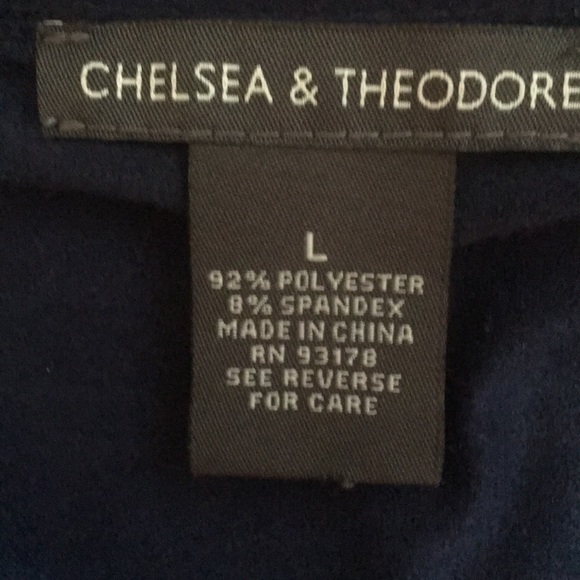 CHELSEA & THEODORE
L
92% POLYESTER
8% SPANDEX
MADE IN CHINA
RN 93178
SEE REVERSE
FOR CARE